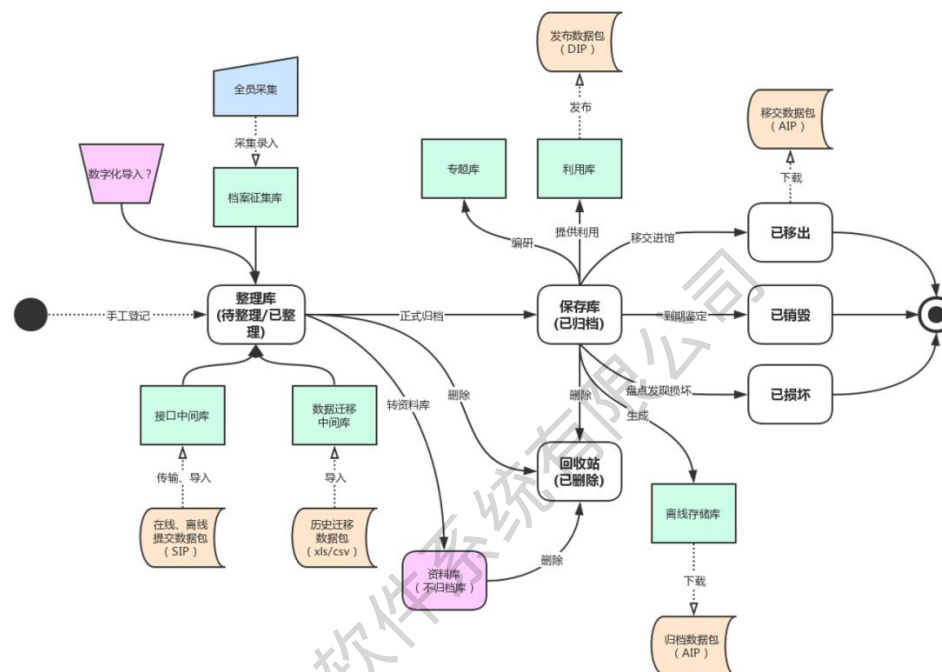 发布数据包
（DIP）
全员采集
移交数据包
（AIP）
发布
采集录入
数字化导入？
档案征集库
专题库
利用库
下载
编研
提供利用
移交进馆
已移出
整理库
(待整理/已整
理)
保存库
(已归档)
手工登记
正式归档
到期鉴定
已销毁
接口中间库
数据迁移
中间库
转资料库
删除
删除
盘点发现损坏
已损坏
生成
传输、导入
导入
回收站
(已删除)
在线、离线
提交数据包
（SIP）
历史迁移
数据包
（xls/csv）
离线存储库
资料库
（不归档库）
删除
下载
归档数据包
（AIP）
软件系统有限公司